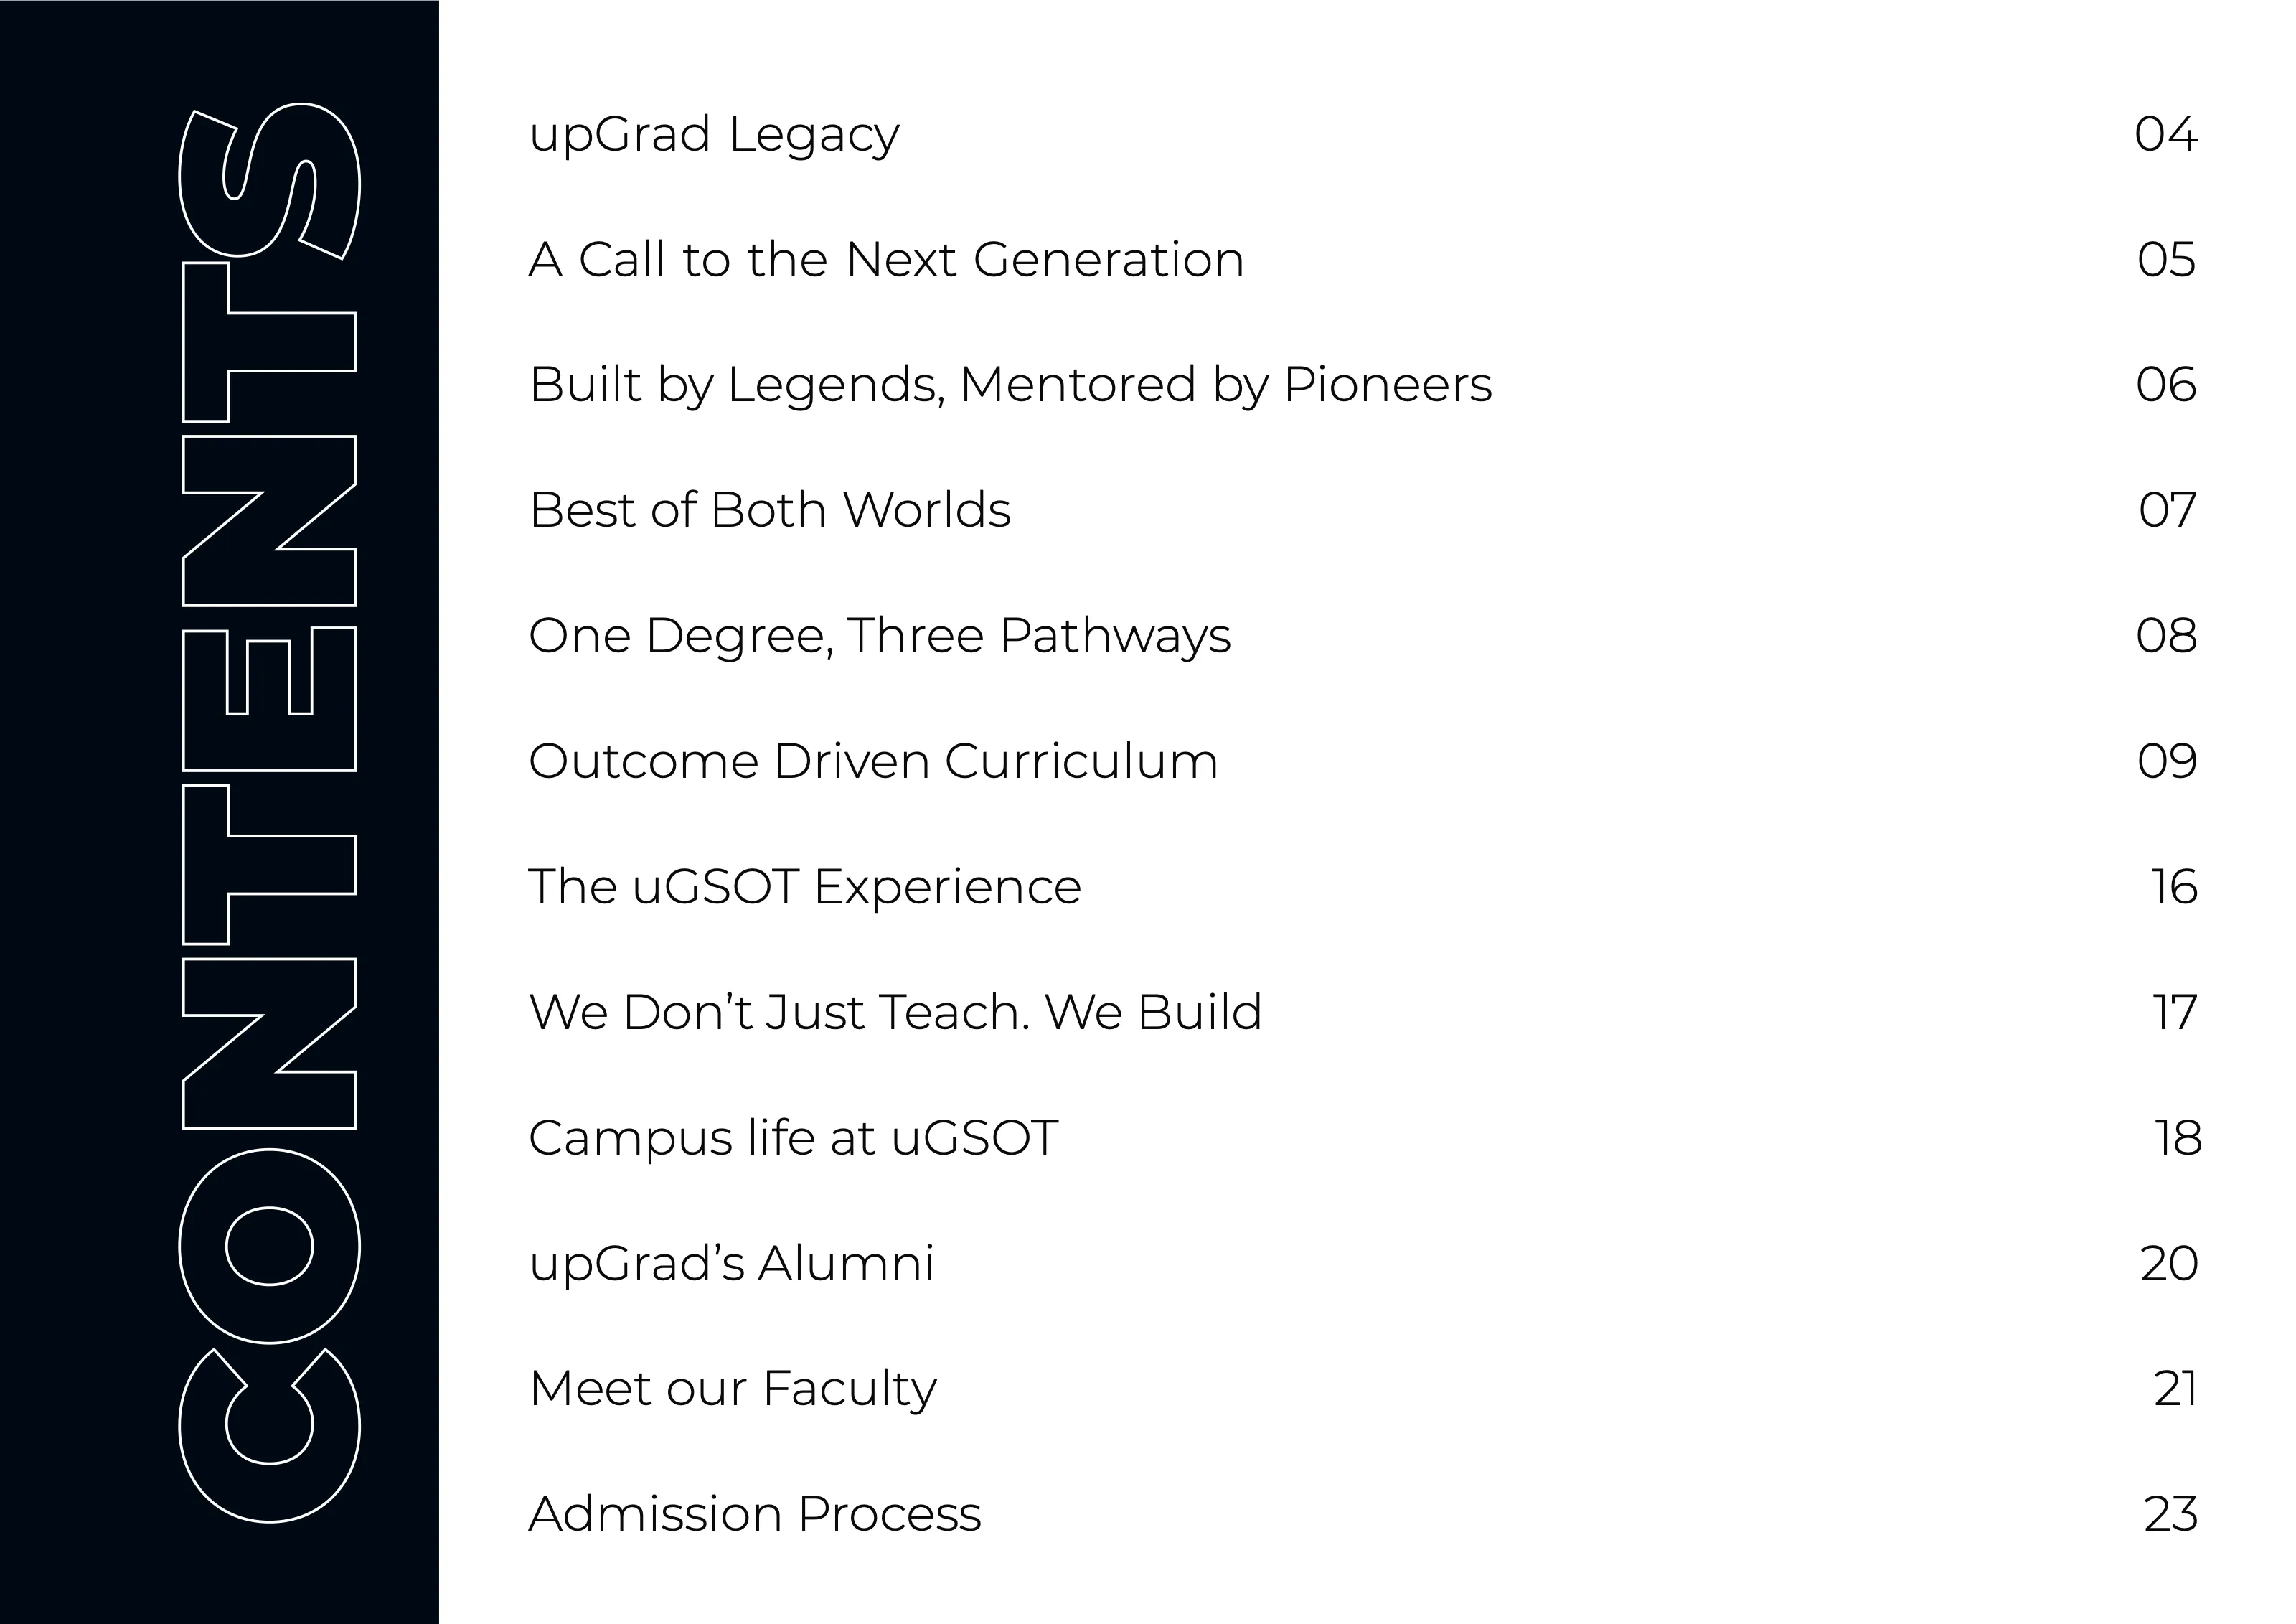 CONTENTS
upGrad Legacy 04
A Call to the Next Generation 05
Built by Legends, Mentored by Pioneers 06
Best of Both Worlds 07
One Degree, Three Pathways 08
Outcome Driven Curriculum 09
The uGSOT Experience 16
We Don’t Just Teach. We Build 17
Campus life at uGSOT 18
upGrad’s Alumni 20
Meet our Faculty 21
Admission Process 23